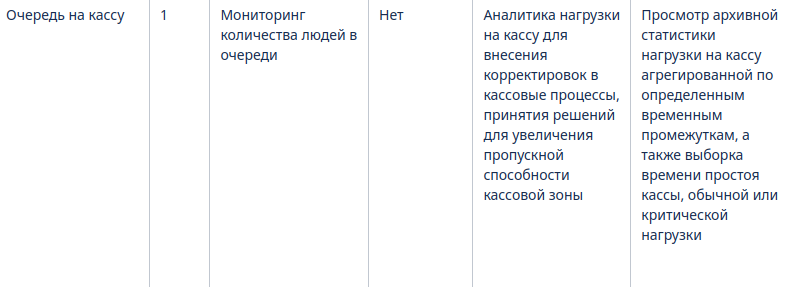 Очередь на кассу
1
Мониторинг
количества людей в
очереди
Нет
Аналитика нагрузки
на кассу для
внесения
корректировок в
кассовые процессы,
принятия решений
для увеличения
пропускной
способности
кассовой зоны
Просмотр архивной
статистики
нагрузки на кассу
агрегированной по
определенным
временным
промежуткам, а
также выборка
времени простоя
кассы, обычной или
критической
нагрузки